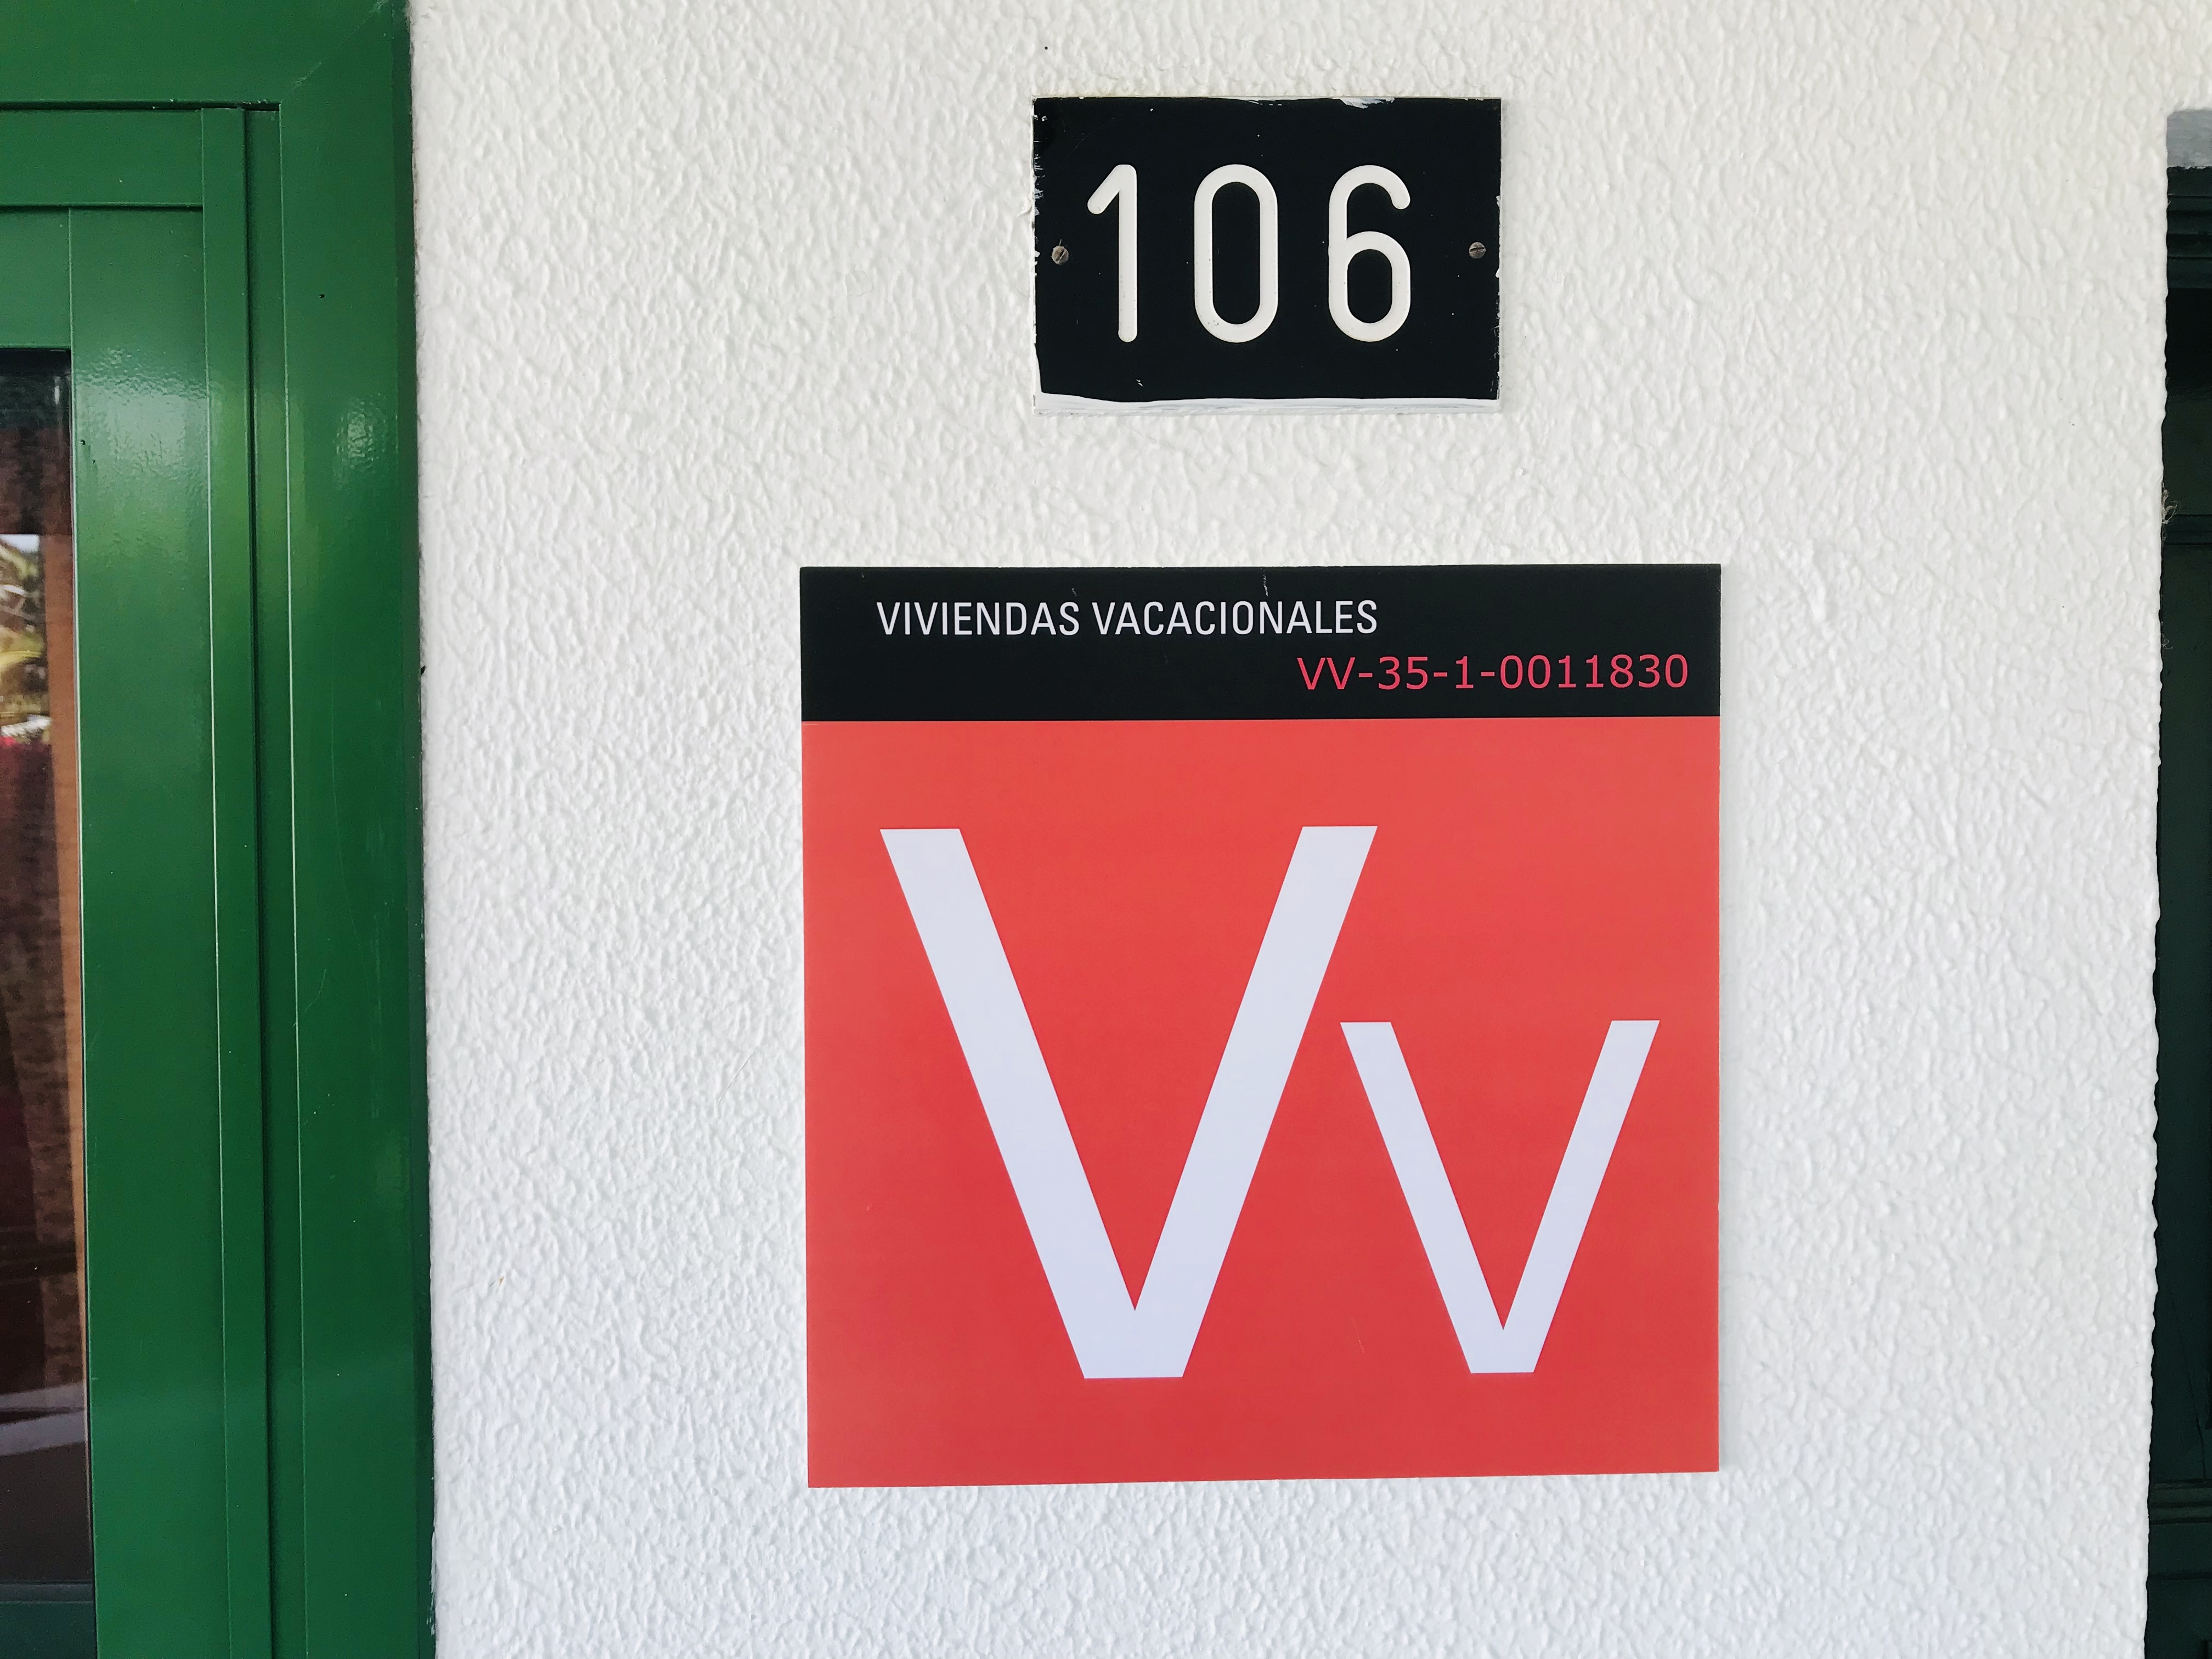 106
VIVIENDAS VACACIONALES
VV-35-1-0011830
Vv